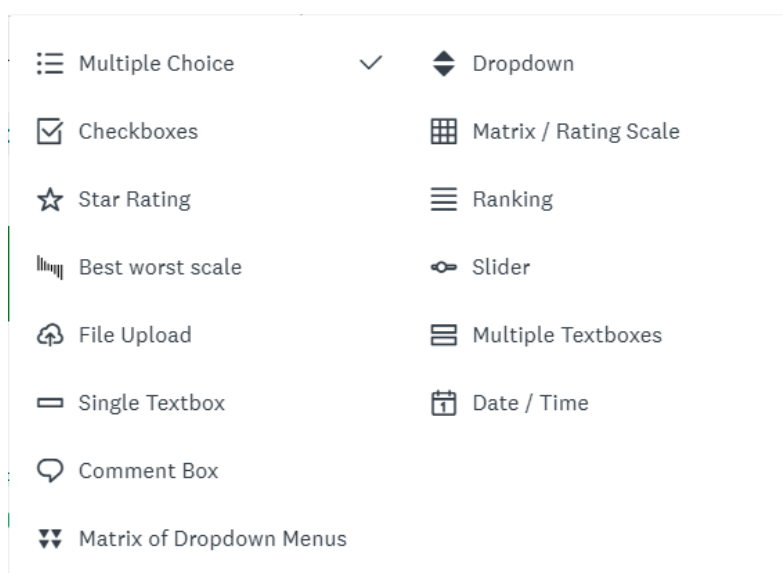 Multiple Choice
Checkboxes
Star Rating
Best worst scale
File Upload
Single Textbox
Comment Box
Matrix of Dropdown Menus
Dropdown
Matrix / Rating Scale
Ranking
Slider
Multiple Textboxes
1 Date / Time